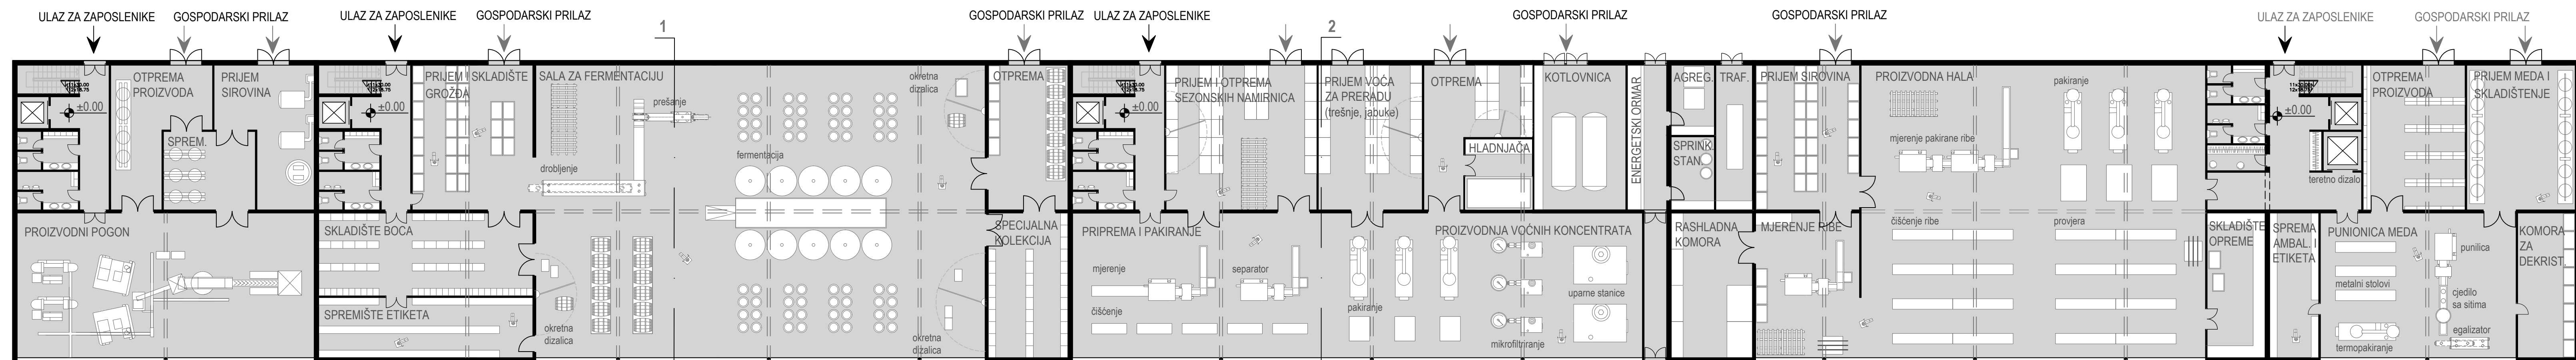 ULAZ ZA ZAPOSLENIKE
GOSPODARSKI PRILAZ
ULAZ ZA ZAPOSLENIKE
GOSPODARSKI PRILAZ
1
GOSPODARSKI PRILAZ
ULAZ ZA ZAPOSLENIKE
2
GOSPODARSKI PRILAZ
GOSPODARSKI PRILAZ
ULAZ ZA ZAPOSLENIKE
GOSPODARSKI PRILAZ
±0.00
OTPREMA
PROIZVODA
PRIJEM
SIROVINA
SPREM.
PROIZVODNI POGON
±0.00
PRIJEM I
GROŽĐA
SKLADIŠTE
SALA ZA FERMENTACIJU
prešanje
drobljenje
fermentacija
okretna
dizalica
OTPREMA
SKLADIŠTE BOCA
SPREMIŠTE ETIKETA
okretna
dizalica
okretna
dizalica
SPECIJALNA
KOLEKCIJA
±0.00
PRIJEM I OTPREMA
SEZONSKIH NAMIRNICA
PRIJEM VOĆA
ZA PRERADU
(trešnje, jabuke)
OTPREMA
HLADNJAČA
KOTLOVNICA
ENERGETSKI ORMAR
PRIPREMA I PAKIRANJE
mjerenje
separator
čišćenje
PROIZVODNJA VOĆNIH KONCENTRATA
pakiranje
uparne stanice
mikrofiltriranje
AGREG.
TRAF.
SPRINK.
STAN.
PRIJEM SIROVINA
PROIZVODNA HALA
pakiranje
mjerenje pakirane ribe
RASHLADNA
KOMORA
MJERENJE RIBE
čišćenje ribe
provjera
SKLADIŠTE
OPREME
±0.00
teretno dizalo
OTPREMA
PROIZVODA
PRIJEM MEDA I
SKLADIŠTENJE
SPREMA
AMBAL. I
ETIKETA
PUNIONICA MEDA
punilica
metalni stolovi
cjedilo
sa sitima
egalizator
termopakiranje
KOMORA
ZA
DEKRIST.